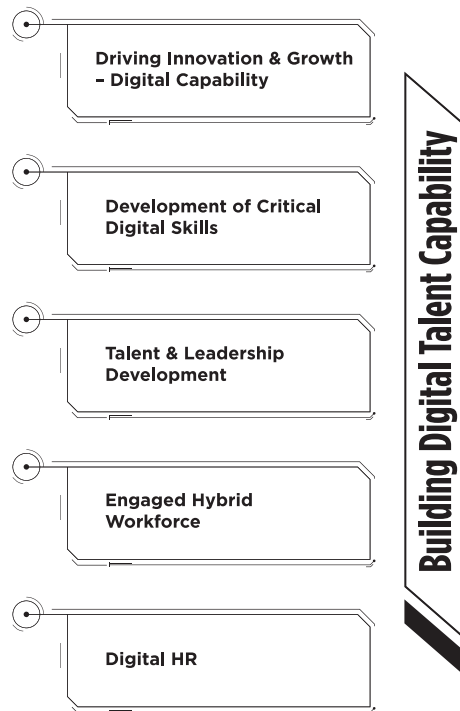 Driving Innovation & Growth
– Digital Capability
Development of Critical
Digital Skills
Talent & Leadership
Development
Engaged Hybrid
Workforce
Digital HR
Building Digital Talent Capability